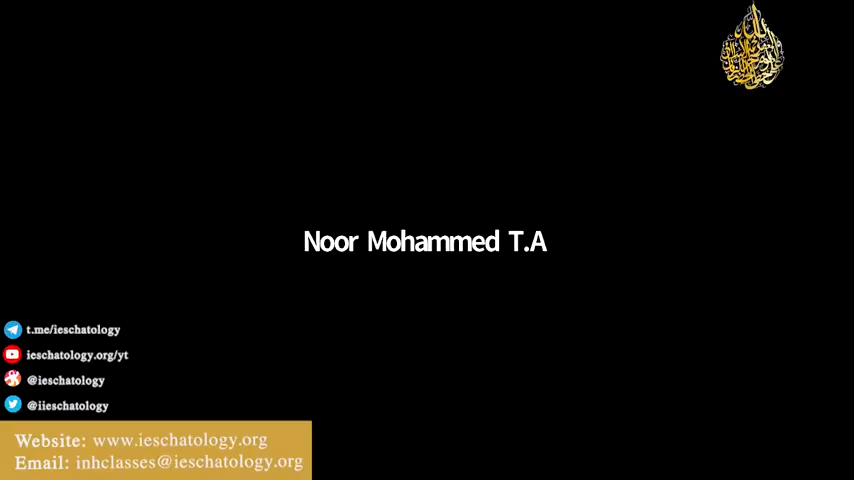 Noor Mohammed T.A
t.me/ieschatology
ieschatology.org/yt
@ieschatology
@iieschatology
Website: www.ieschatology.org
Email: inhclasses@ieschatology.org